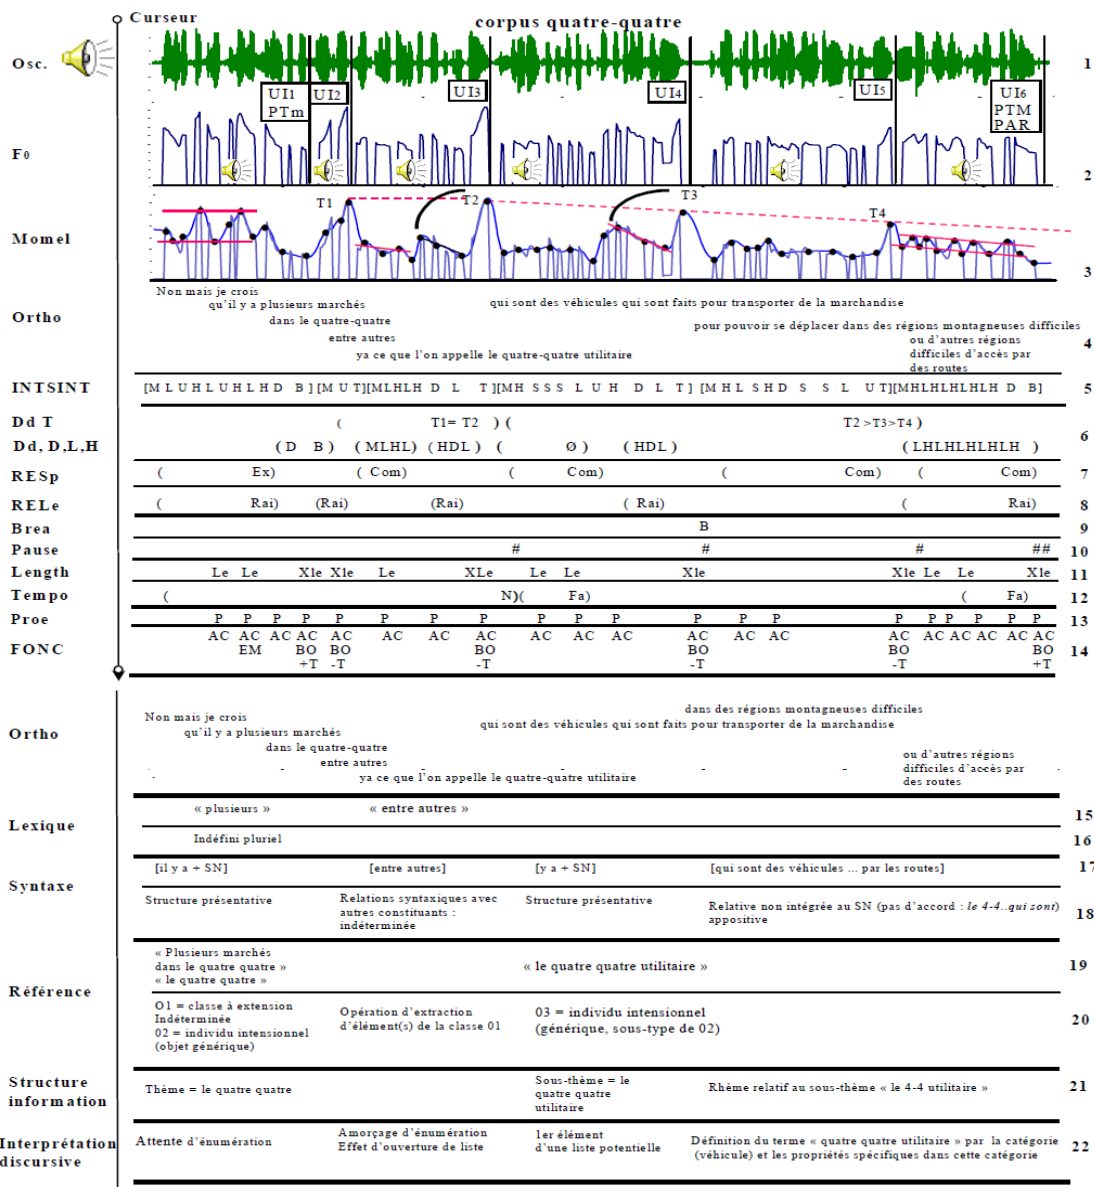 Curseur
corpus quatre-quatre
Osc.
1
UI1
PTm
UI2
UI3
UI4
UI5
UI6
PTM
PAR
F0
2
T1
T2
T3
T4
Momel
3
Non mais je crois
qu'il y a plusieurs marchés
dans le quatre-quatre
entre autres
ya ce que l'on appelle le quatre-quatre utilitaire
qui sont des véhicules qui sont faits pour transporter de la marchandise
pour pouvoir se déplacer dans des régions montagneuses difficiles
ou d'autres régions
difficiles d'accès par
des routes
Ortho
4
INTSINT [M L U H L U H L H D B] [M U T][MLHLH D L T][MH S S S L U H D L T] [M H L S H D S S L U T][MHLHLHLHLH D B] 5
Dd T ( T1= T2 ) ( T2 >T3>T4 )
6
Dd, D,L,H ( D B ) ( MLHL) ( HDL ) ( Ø ) ( HDL ) ( LHLHLHLHLH )
RESp ( Ex) ( Com) ( Com) ( Com) ( Com) 7
RELe ( Rai) (Rai) (Rai) ( Rai) ( Rai) 8
Brea B 9
Pause # # # ## 10
Length Le Le Xle Xle Le XLe Le Le Xle Xle Le Le Xle 11
Tempo ( N)( Fa) ( Fa) 12
Proe P P P P P P P P P P P P P P P P P P P P 13
AC AC AC AC AC AC AC AC AC AC AC AC AC AC AC AC AC AC AC AC
FONC EM BO BO BO BO BO BO 14
+T -T -T -T -T +T
dans des régions montagneuses difficiles
Non mais je crois
qui sont des véhicules qui sont faits pour transporter de la marchandise
Ortho
qu'il y a plusieurs marchés
dans le quatre-quatre
entre autres
ya ce que l'on appelle le quatre-quatre utilitaire
ou d'autres régions
difficiles d'accès par
des routes
« plusieurs » « entre autres » 15
Lexique
Indéfini pluriel 16
[il y a + SN] [entre autres] [y a + SN] [qui sont des véhicules ... par les routes] 17
Syntaxe
Structure présentative
Relations syntaxiques avec
autres constituants :
indéterminée
Structure présentative
Relative non intégrée au SN (pas d'accord : le 4-4..qui sont)
appositive
18
« Plusieurs marchés
dans le quatre quatre »
« le quatre quatre »
« le quatre quatre utilitaire »
19
Référence
O1 = classe à extension
Indéterminée
02 = individu intensionnel
(objet générique)
Opération d'extraction
d'élément(s) de la classe 01
03 = individu intensionnel
(générique, sous-type de 02)
20
Structure
information
Thème = le quatre quatre
Sous-thème = le
quatre quatre
utilitaire
Rhème relatif au sous-thème « le 4-4 utilitaire »
21
Interprétation
discursive
Attente d'énumération
Amorçage d'énumération
Effet d'ouverture de liste
1er élément
d'une liste potentielle
Définition du terme « quatre quatre utilitaire » par la catégorie
(véhicule) et les propriétés spécifiques dans cette catégorie
22